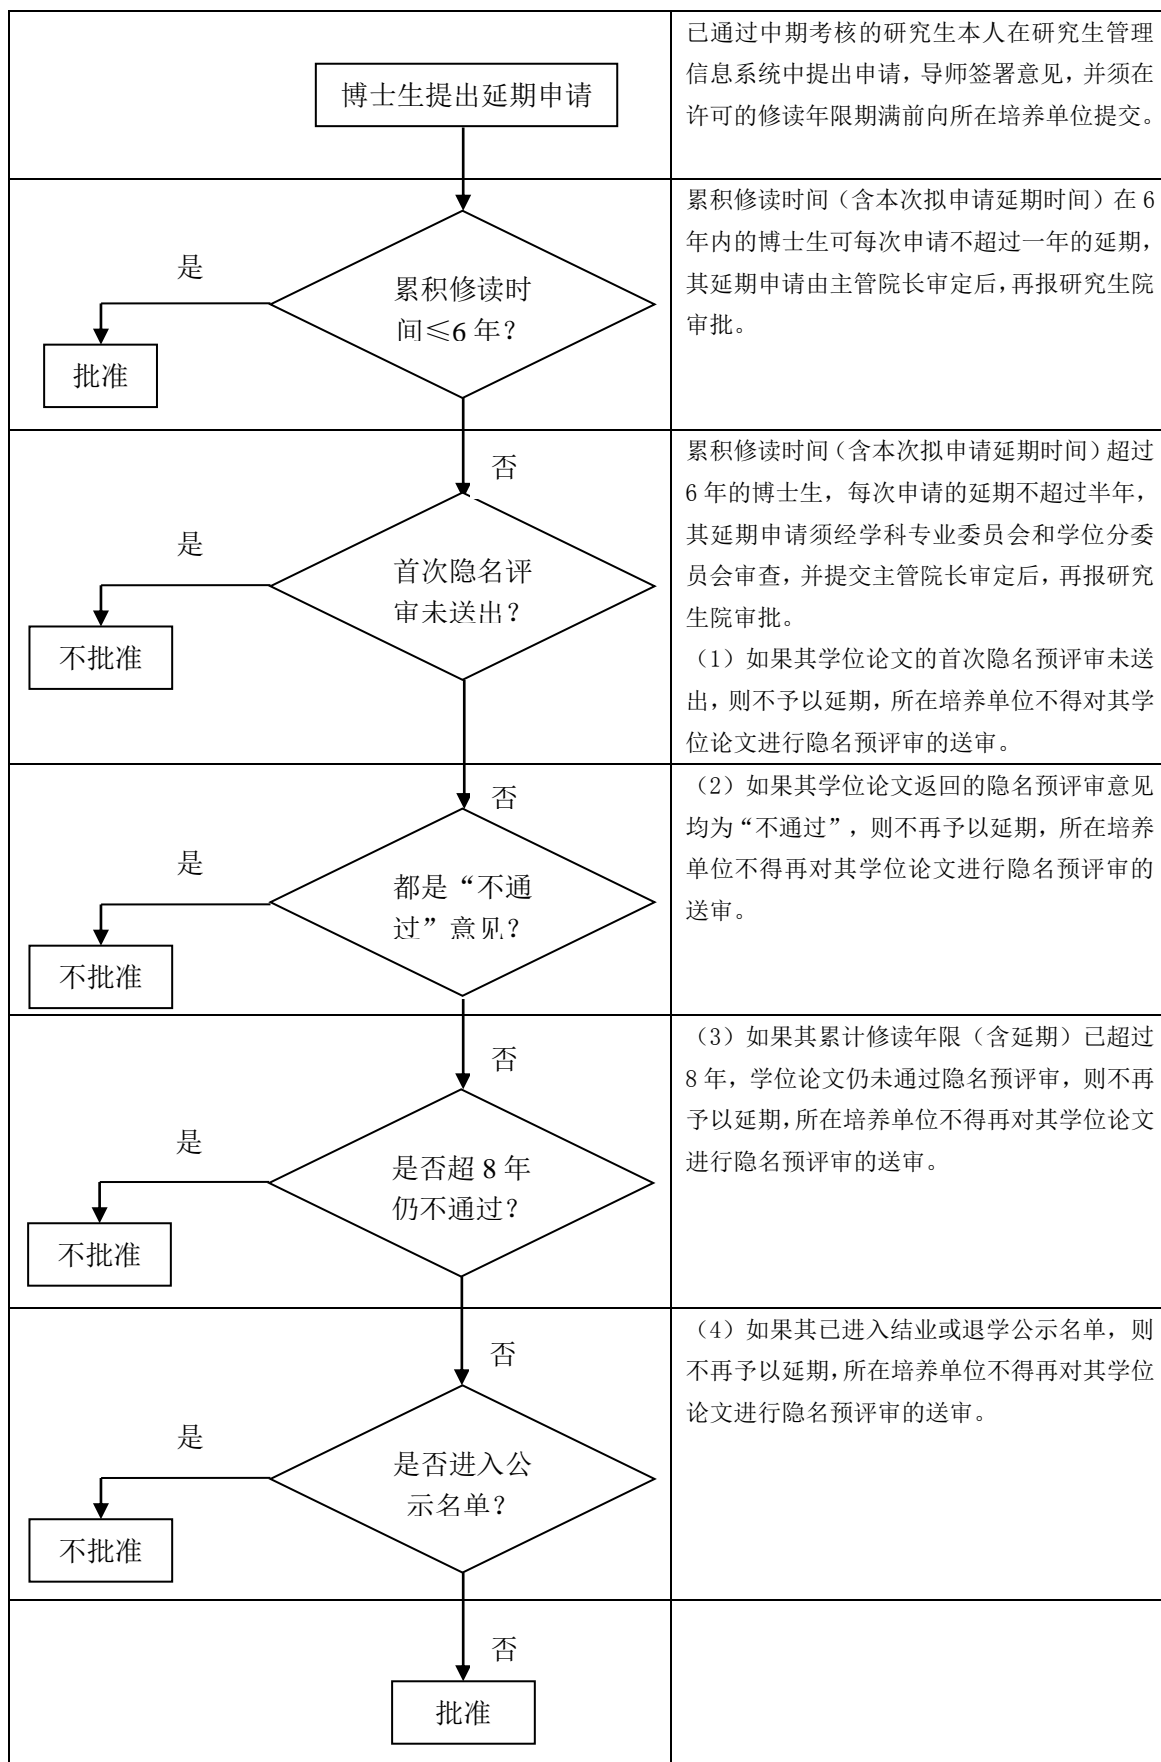 博士生提出延期申请
已通过中期考核的研究生本人在研究生管理
信息系统中提出申请，导师签署意见，并须在
许可的修读年限期满前向所在培养单位提交。
是
累积修读时
间≤6 年？
批准
累积修读时间（含本次拟申请延期时间）在 6
年内的博士生可每次申请不超过一年的延期，
其延期申请由主管院长审定后，再报研究生院
审批。
否
是
首次隐名评
审未送出？
不批准
累积修读时间（含本次拟申请延期时间）超过
6 年的博士生，每次申请的延期不超过半年，
其延期申请须经学科专业委员会和学位分委
员会审查，并提交主管院长审定后，再报研究
生院审批。
（1）如果其学位论文的首次隐名预评审未送
出，则不予以延期，所在培养单位不得对其学
位论文进行隐名预评审的送审。
否
是
都是“不通
过”意见？
不批准
（2）如果其学位论文返回的隐名预评审意见
均为“不通过”，则不再予以延期，所在培养
单位不得再对其学位论文进行隐名预评审的
送审。
否
是
是否超 8 年
仍不通过？
不批准
（3）如果其累计修读年限（含延期）已超过
8 年，学位论文仍未通过隐名预评审，则不再
予以延期，所在培养单位不得再对其学位论文
进行隐名预评审的送审。
否
是
是否进入公
示名单？
不批准
（4）如果其已进入结业或退学公示名单，则
不再予以延期，所在培养单位不得再对其学位
论文进行隐名预评审的送审。
否
批准